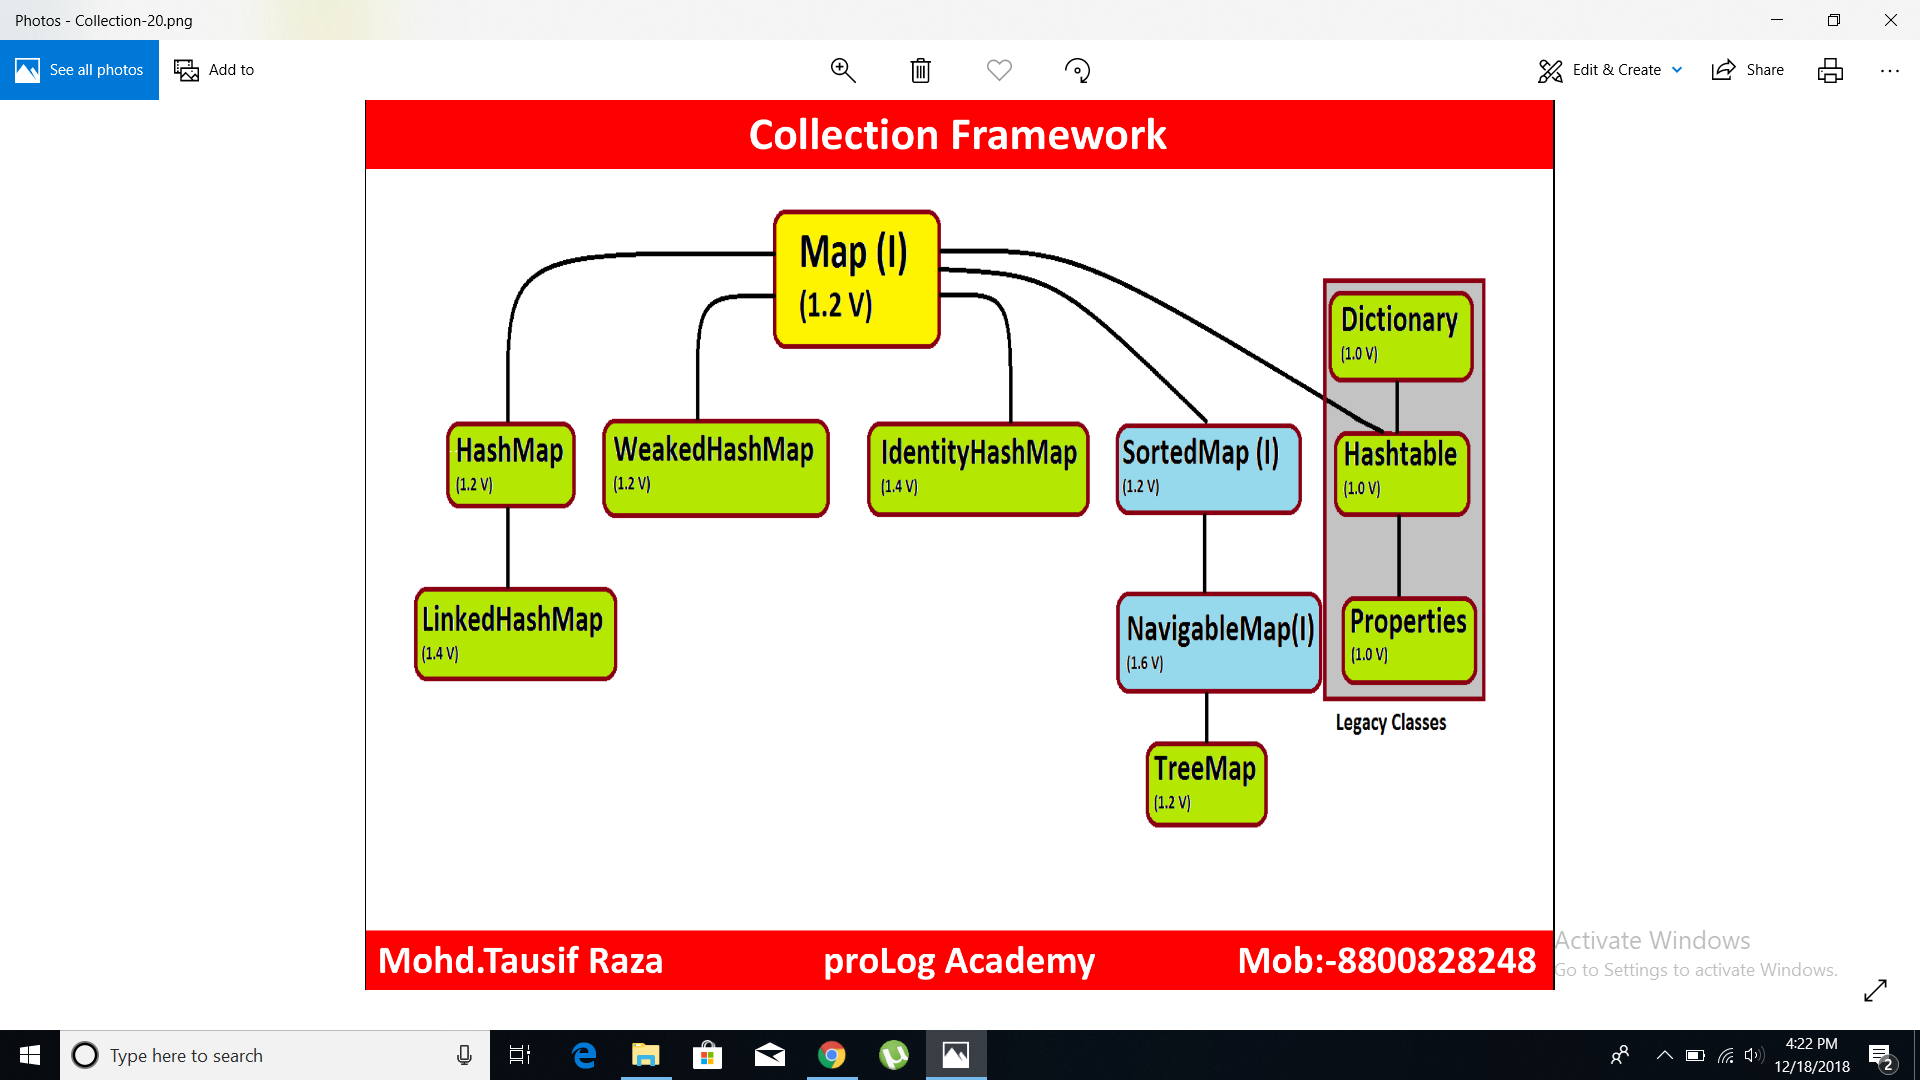 Photos - Collection-20.png
See all photos
Add to
Edit & Create
Share
Collection Framework
Map (I)
(1.2 V)
Dictionary
(1.0 V)
HashMap
(1.2 V)
WeakedHashMap
(1.2 V)
IdentityHashMap
(1.4 V)
SortedMap (I)
(1.2 V)
Hashtable
(1.0 V)
LinkedHashMap
(1.4 V)
NavigableMap(I)
(1.6 V)
Properties
(1.0 V)
Legacy Classes
TreeMap
(1.2 V)
Mohd.Tausif Raza
proLog Academy
Mob:-8800828248
Activate Windows
Go to Settings to activate Windows.
Type here to search
4:22 PM
12/18/2018
2